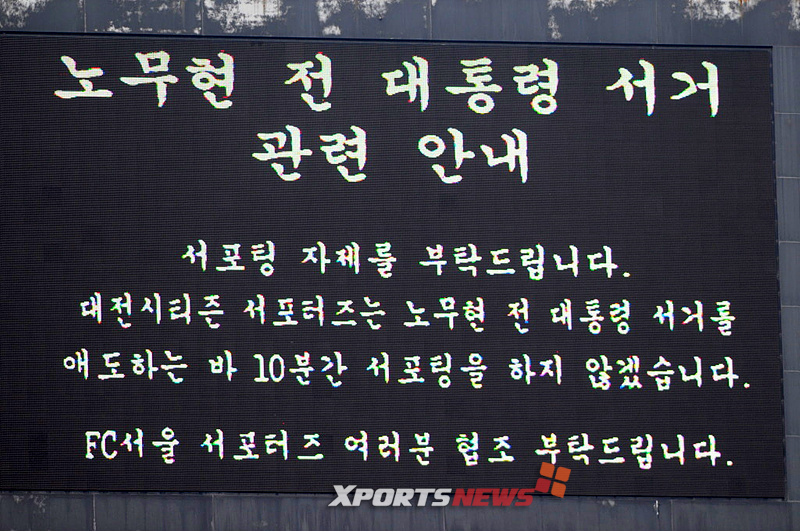 노무현 전 대통령 서거
관련 안내
서포팅 자제를 부탁드립니다.
대전시티즌 서포터즈는 노무현 전 대통령 서거를
애도하는 바 10분간 서포팅을 하지 않겠습니다.
FC서울 서포터즈 여러분 협조 부탁드립니다.
XPORTSNEWS